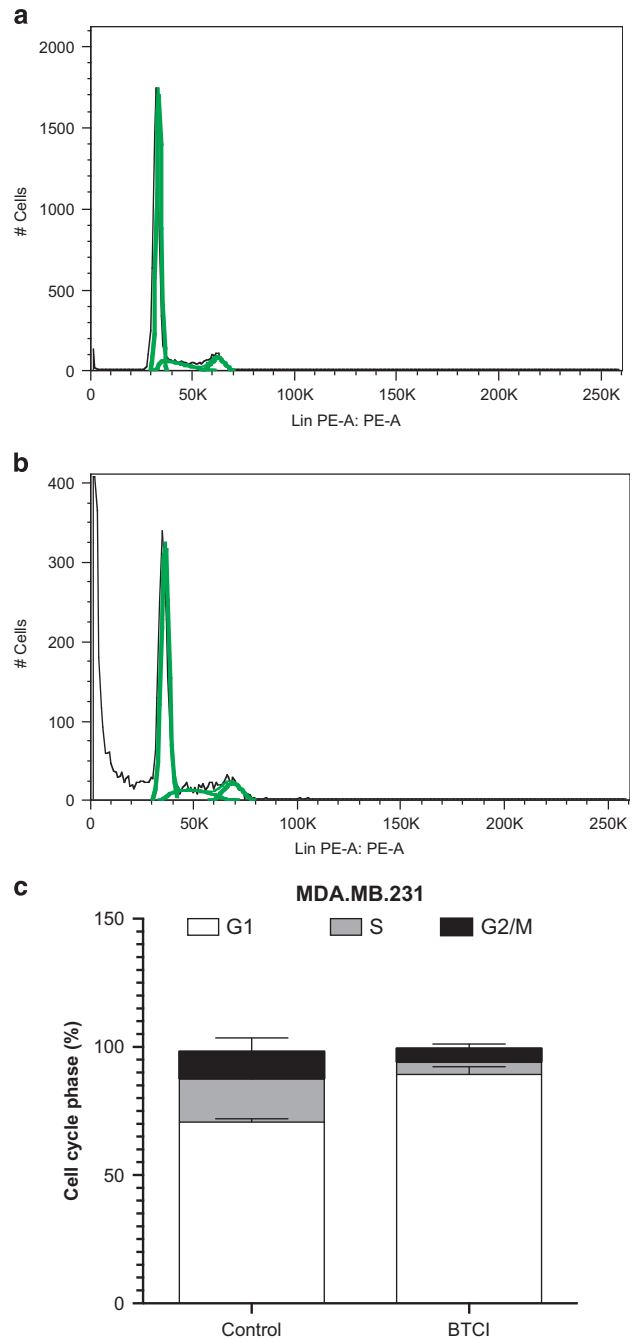 a
2000
1500
1000
500
0
# Cells
0 50K 100K 150K 200K 250K
Lin PE-A: PE-A
b
400
300
200
100
0
# Cells
0 50K 100K 150K 200K 250K
Lin PE-A: PE-A
c
MDA.MB.231
G1 S G2/M
150
100
50
0
Cell cycle phase (%)
Control BTCI